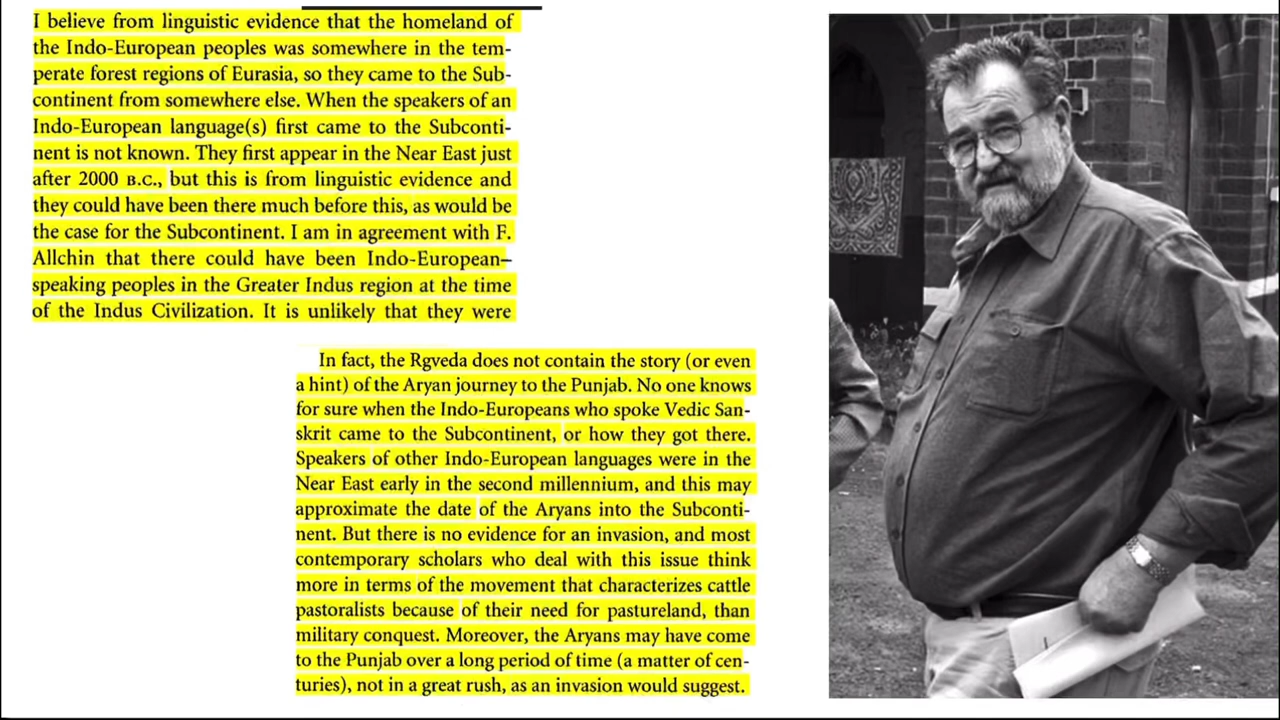 I believe from linguistic evidence that the homeland of
the Indo-European peoples was somewhere in the tem-
perate forest regions of Eurasia, so they came to the Sub-
continent from somewhere else. When the speakers of an
Indo-European language(s) first came to the Subconti-
nent is not known. They first appear in the Near East just
after 2000 B.C., but this is from linguistic evidence and
they could have been there much before this, as would be
the case for the Subcontinent. I am in agreement with F.
Allchin that there could have been Indo-European–
speaking peoples in the Greater Indus region at the time
of the Indus Civilization. It is unlikely that they were
In fact, the Rgveda does not contain the story (or even
a hint) of the Aryan journey to the Punjab. No one knows
for sure when the Indo-Europeans who spoke Vedic San-
skrit came to the Subcontinent, or how they got there.
Speakers of other Indo-European languages were in the
Near East early in the second millennium, and this may
approximate the date of the Aryans into the Subconti-
nent. But there is no evidence for an invasion, and most
contemporary scholars who deal with this issue think
more in terms of the movement that characterizes cattle
pastoralists because of their need for pastureland, than
military conquest. Moreover, the Aryans may have come
to the Punjab over a long period of time (a matter of cen-
turies), not in a great rush, as an invasion would suggest.